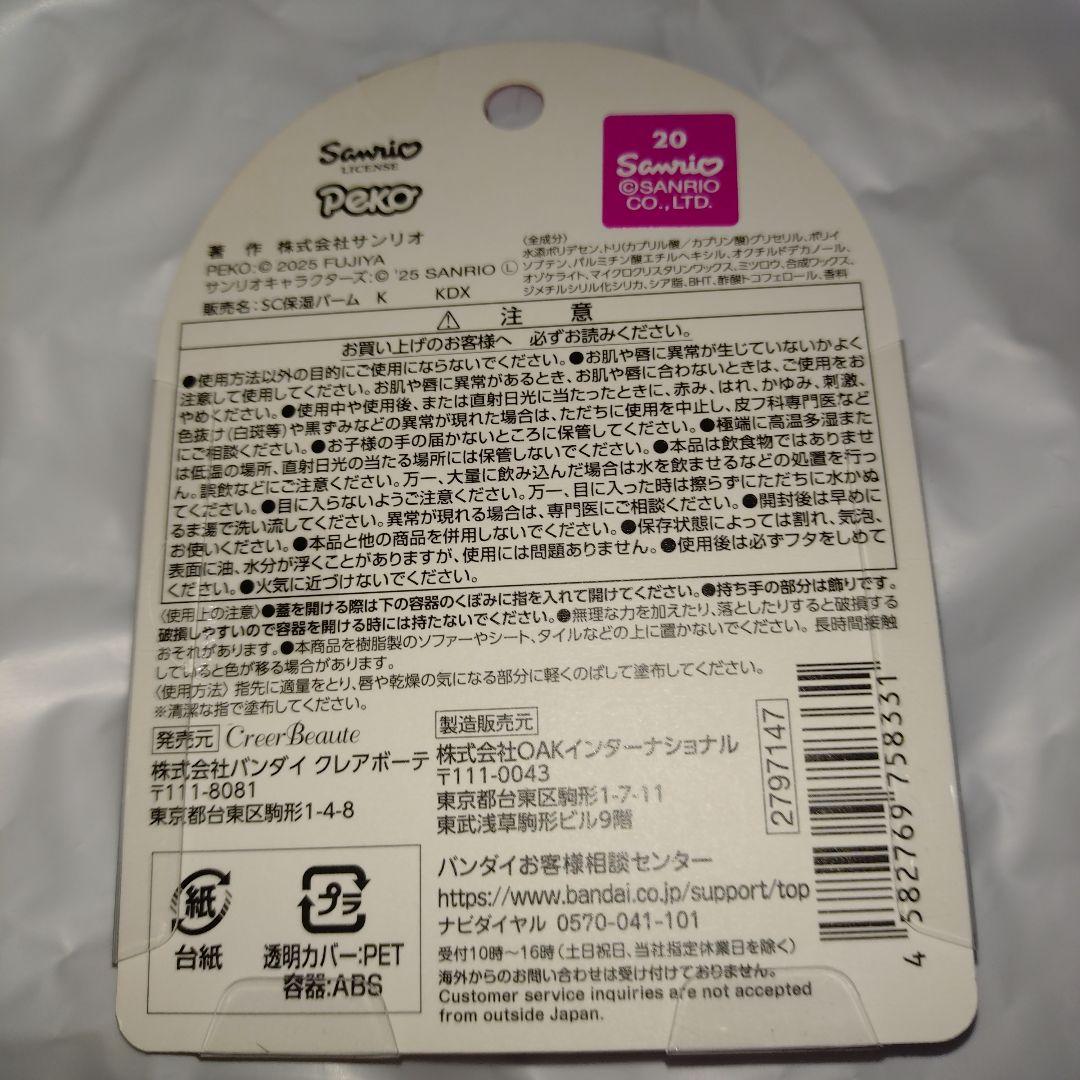 Sanrio
LICENSE
PeKo
20
Sanrio
©SANRIO
CO.,LTD.
著 作 株式会社サンリオ
PEKO:© 2025 FUJIYA
サンリオキャラクターズ:© '25 SANRIO Ⓛ
販売名:SC保湿バーム K KDX
〈全成分〉
水添ポリデセン、トリ(カプリル酸/カプリン酸)グリセリル、ポリイ
ソブテン、パルミチン酸エチルヘキシル、オクチルドデカノール、
オゾケライト、マイクロクリスタリンワックス、ミツロウ、合成ワックス、
ジメチルシリル化シリカ、シア脂、BHT、酢酸トコフェロール、香料
⚠ 注 意
お買い上げのお客様へ 必ずお読みください。
●使用方法以外の目的にご使用にならないでください。●お肌や唇に異常が生じていないかよく
注意して使用してください。お肌や唇に異常があるとき、お肌や唇に合わないときは、ご使用をお
やめください。●使用中や使用後、または直射日光に当たったときに、赤み、はれ、かゆみ、刺激、
色抜け(白斑等)や黒ずみなどの異常が現れた場合は、ただちに使用を中止し、皮フ科専門医など
にご相談ください。●お子様の手の届かないところに保管してください。●極端に高温多湿また
は低温の場所、直射日光の当たる場所には保管しないでください。●本品は飲食物ではありませ
ん。誤飲などにご注意ください。万一、大量に飲み込んだ場合は水を飲ませるなどの処置を行っ
てください。●目に入らないようご注意ください。万一、目に入った時は擦らずにただちに水かぬ
るま湯で洗い流してください。異常が現れる場合は、専門医にご相談ください。●開封後は早めに
お使いください。●本品と他の商品を併用しないでください。●保存状態によっては割れ、気泡、
表面に油、水分が浮くことがありますが、使用には問題ありません。●使用後は必ずフタをしめて
ください。●火気に近づけないでください。
〈使用上の注意〉●蓋を開ける際は下の容器のくぼみに指を入れて開けてください。●持ち手の部分は飾りです。
破損しやすいので容器を開ける時には持たないでください。●無理な力を加えたり、落としたりすると破損する
おそれがあります。●本商品を樹脂製のソファーやシート、タイルなどの上に置かないでください。長時間接触
していると色が移る場合があります。
〈使用方法〉指先に適量をとり、唇や乾燥の気になる部分に軽くのばして塗布してください。
※清潔な指で塗布してください。
発売元 CreerBeaute
株式会社バンダイ クレアボーテ
〒111-8081
東京都台東区駒形1-4-8
製造販売元
株式会社OAKインターナショナル
〒111-0043
東京都台東区駒形1-7-11
東武浅草駒形ビル9階
2797147
4 582769 758331
紙
台紙
プラ
透明カバー:PET
容器:ABS
バンダイお客様相談センター
https://www.bandai.co.jp/support/top
ナビダイヤル 0570-041-101
受付10時〜16時(土日祝日、当社指定休業日を除く)
海外からのお問い合わせは受け付けておりません。
Customer service inquiries are not accepted
from outside Japan.